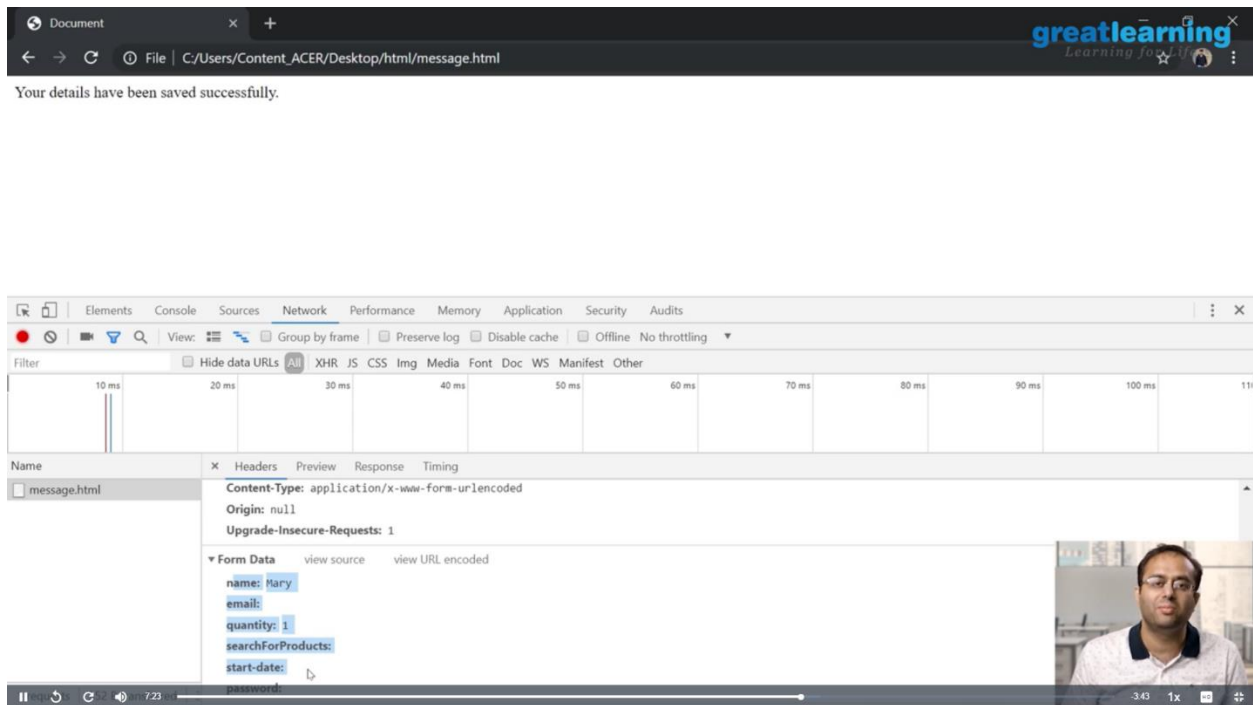 Document × +
greatlearning
Learning for Life
File | C:/Users/Content_ACER/Desktop/html/message.html
Your details have been saved successfully.
Elements Console Sources Network Performance Memory Application Security Audits
View: Group by frame Preserve log Disable cache Offline No throttling
Filter Hide data URLs All XHR JS CSS Img Media Font Doc WS Manifest Other
10 ms 20 ms 30 ms 40 ms 50 ms 60 ms 70 ms 80 ms 90 ms 100 ms 11
Name × Headers Preview Response Timing
message.html
Content-Type: application/x-www-form-urlencoded
Origin: null
Upgrade-Insecure-Requests: 1
Form Data view source view URL encoded
name: Mary
email:
quantity: 1
searchForProducts:
start-date:
password:
7:23 -3:43 1x